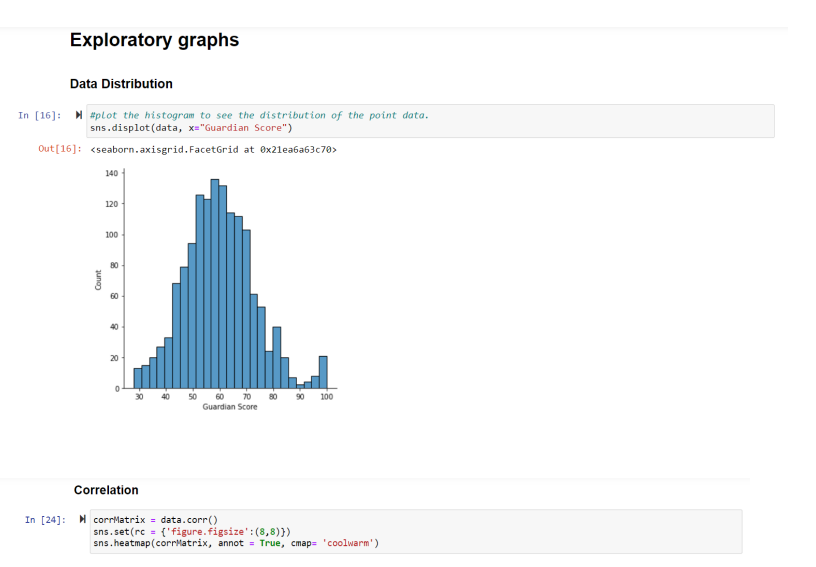 Exploratory graphs
Data Distribution
In [16]:
#plot the histogram to see the distribution of the point data.
sns.displot(data, x="Guardian Score")
Out[16]: <seaborn.axisgrid.FacetGrid at 0x21ea6a63c70>
140
120
100
80
60
40
20
0
Count
30 40 50 60 70 80 90 100
Guardian Score
Correlation
In [24]:
corrMatrix = data.corr()
sns.set(rc = {'figure.figsize':(8,8)})
sns.heatmap(corrMatrix, annot = True, cmap= 'coolwarm')